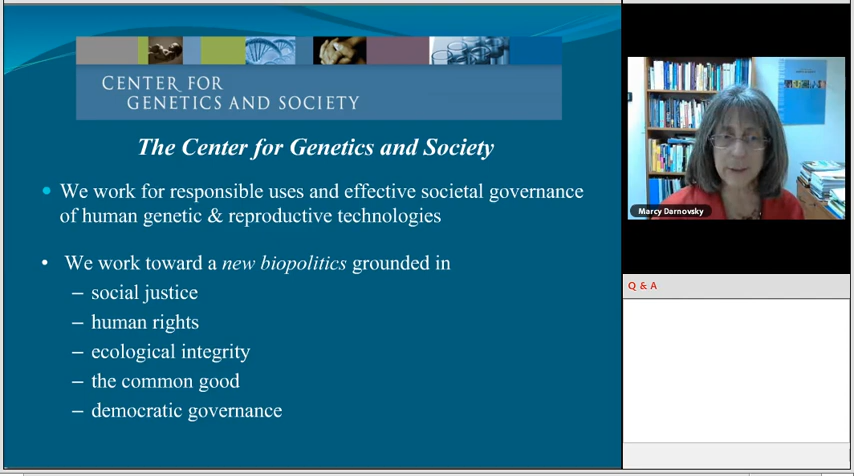 CENTER FOR
GENETICS AND SOCIETY
The Center for Genetics and Society
• We work for responsible uses and effective societal governance
of human genetic & reproductive technologies
• We work toward a new biopolitics grounded in
– social justice
– human rights
– ecological integrity
– the common good
– democratic governance
Marcy Darnovsky
Q & A